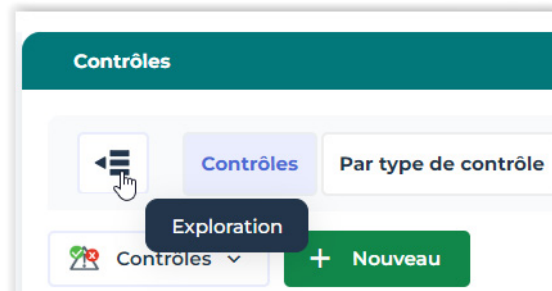 Contrôles
Contrôles Par type de contrôle
Exploration
Contrôles + Nouveau